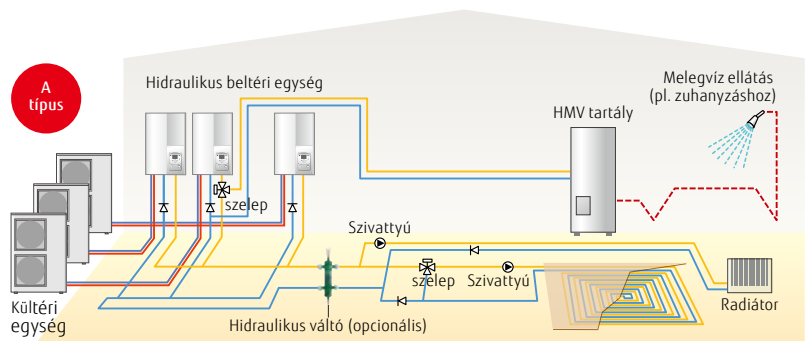 A
típus
Hidraulikus beltéri egység
Melegvíz ellátás
(pl. zuhanyzáshoz)
HMV tartály
szelep
Szivattyú
szelep
Szivattyú
Kültéri
egység
Hidraulikus váltó (opcionális)
Radiátor